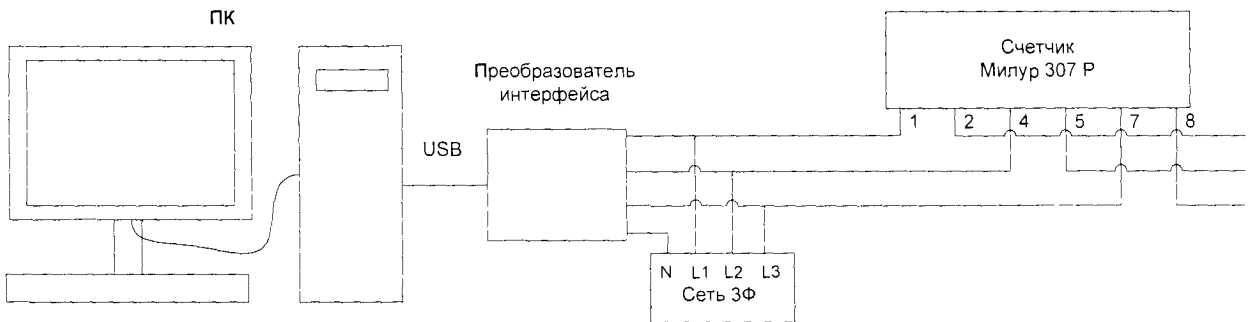 ПК
Счетчик
Милур 307 Р
Преобразователь
интерфейса
1 2 4 5 7 8
USB
N L1 L2 L3
Сеть 3Ф